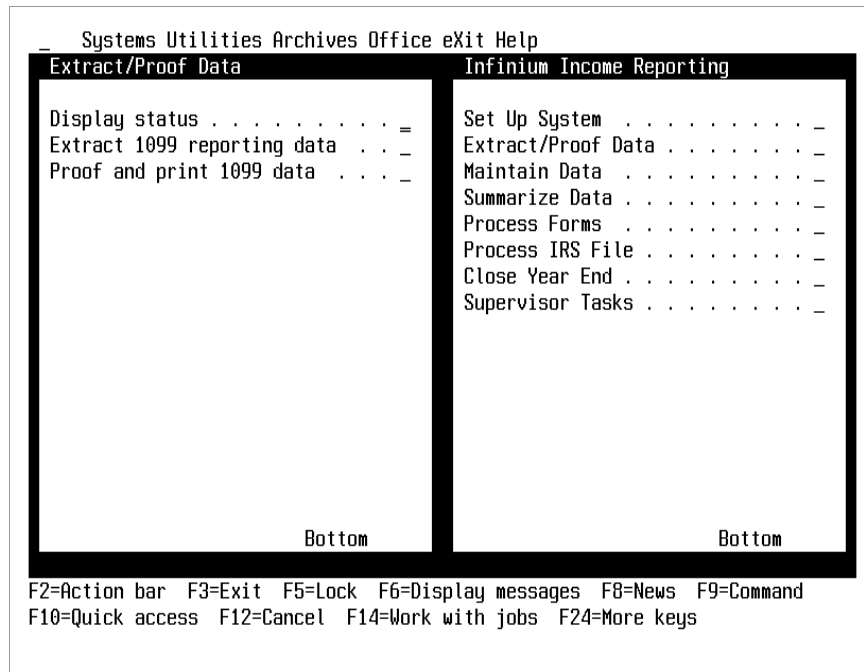 _ Systems Utilities Archives Office eXit Help
Extract/Proof Data
Display status . . . . . . . . . _
Extract 1099 reporting data . . _
Proof and print 1099 data . . . _
Bottom
Infinium Income Reporting
Set Up System . . . . . . . . . _
Extract/Proof Data . . . . . . . _
Maintain Data . . . . . . . . . _
Summarize Data . . . . . . . . . _
Process Forms . . . . . . . . . _
Process IRS File . . . . . . . . _
Close Year End . . . . . . . . . _
Supervisor Tasks . . . . . . . . _
Bottom
F2=Action bar F3=Exit F5=Lock F6=Display messages F8=News F9=Command
F10=Quick access F12=Cancel F14=Work with jobs F24=More keys